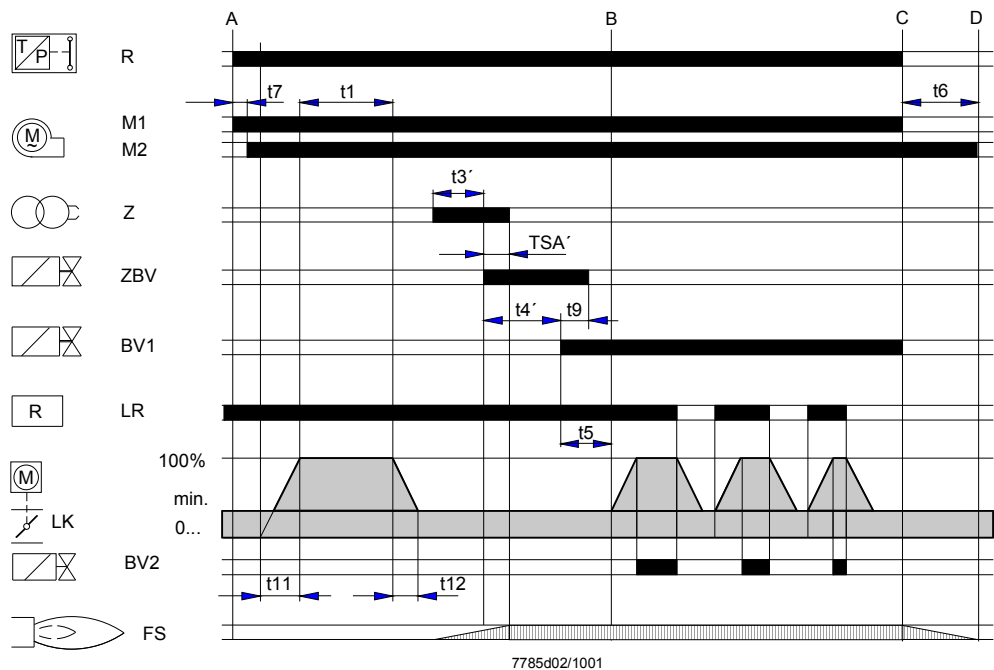 A B C D
T P R
t7 t1 t6
M1
M ~
M2
t3´
Z
TSA´
ZBV
t4´ t9
BV1
R LR
t5
100%
M
min.
LK
0...
BV2
t11 t12
FS
7785d02/1001